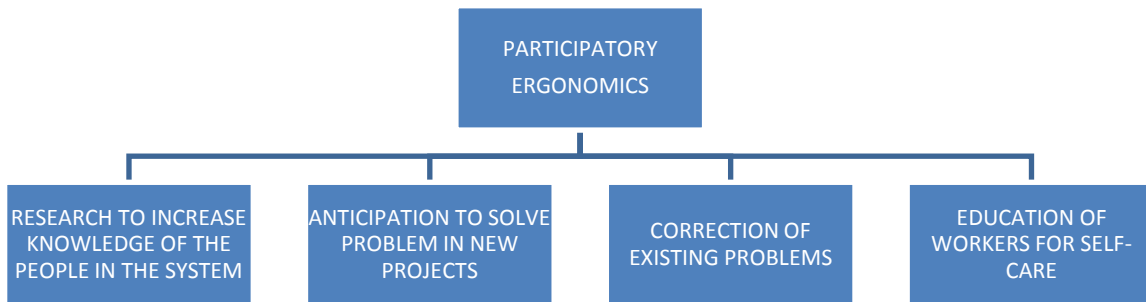 PARTICIPATORY
ERGONOMICS
RESEARCH TO INCREASE
KNOWLEDGE OF THE
PEOPLE IN THE SYSTEM
ANTICIPATION TO SOLVE
PROBLEM IN NEW
PROJECTS
CORRECTION OF
EXISTING PROBLEMS
EDUCATION OF
WORKERS FOR SELF-
CARE